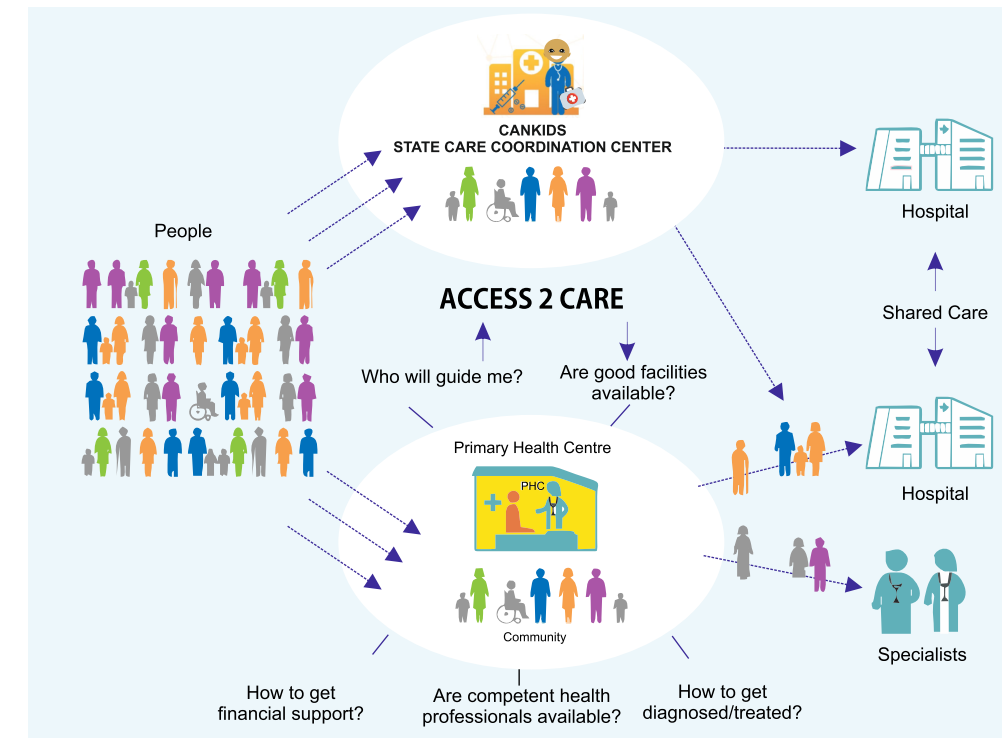 CANKIDS
STATE CARE COORDINATION CENTER
Hospital
People
ACCESS 2 CARE
Shared Care
Who will guide me?
Are good facilities
available?
Primary Health Centre
PHC
Hospital
Community
Specialists
How to get
financial support?
Are competent health
professionals available?
How to get
diagnosed/treated?